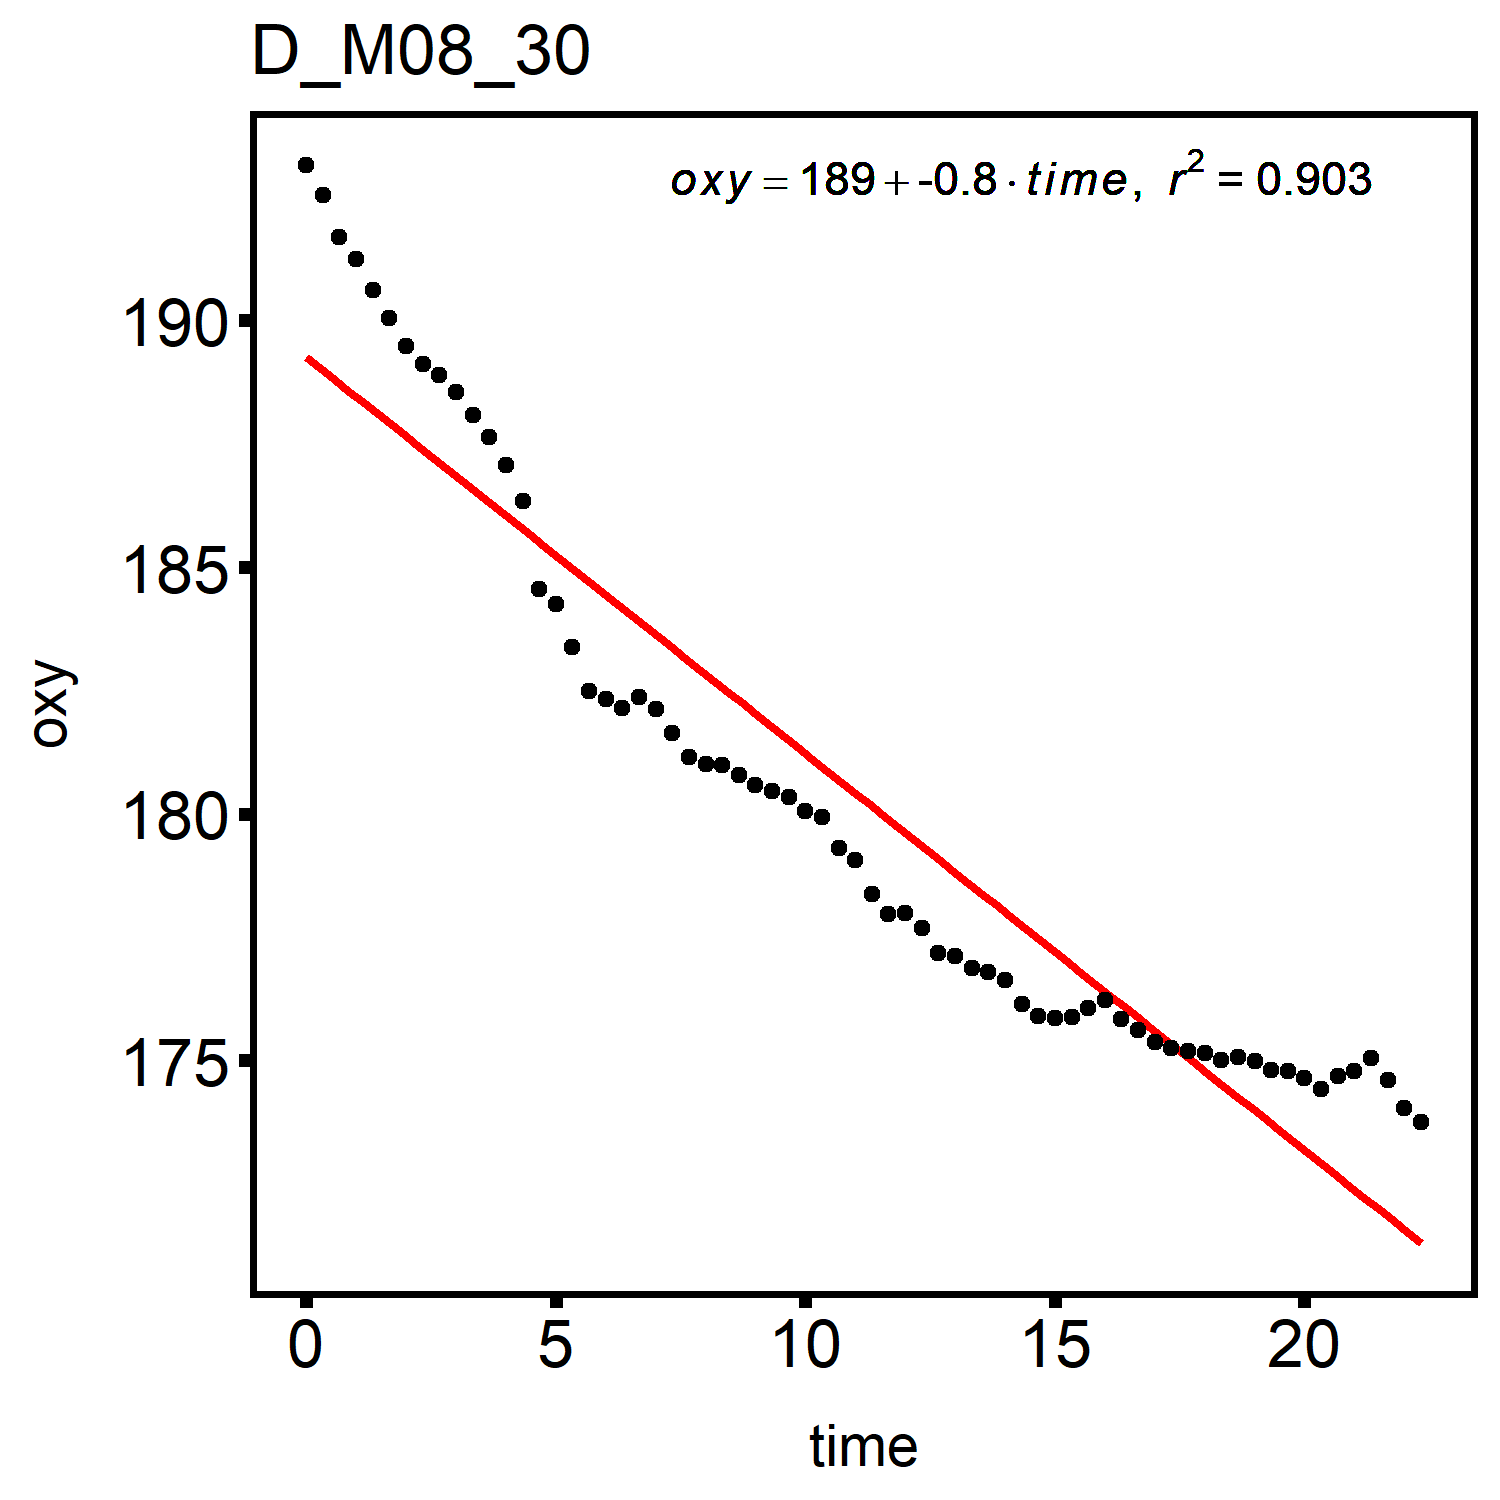 D_M08_30
oxy = 189 + -0.8 · time, r² = 0.903
190
185
180
175
oxy
0 5 10 15 20
time